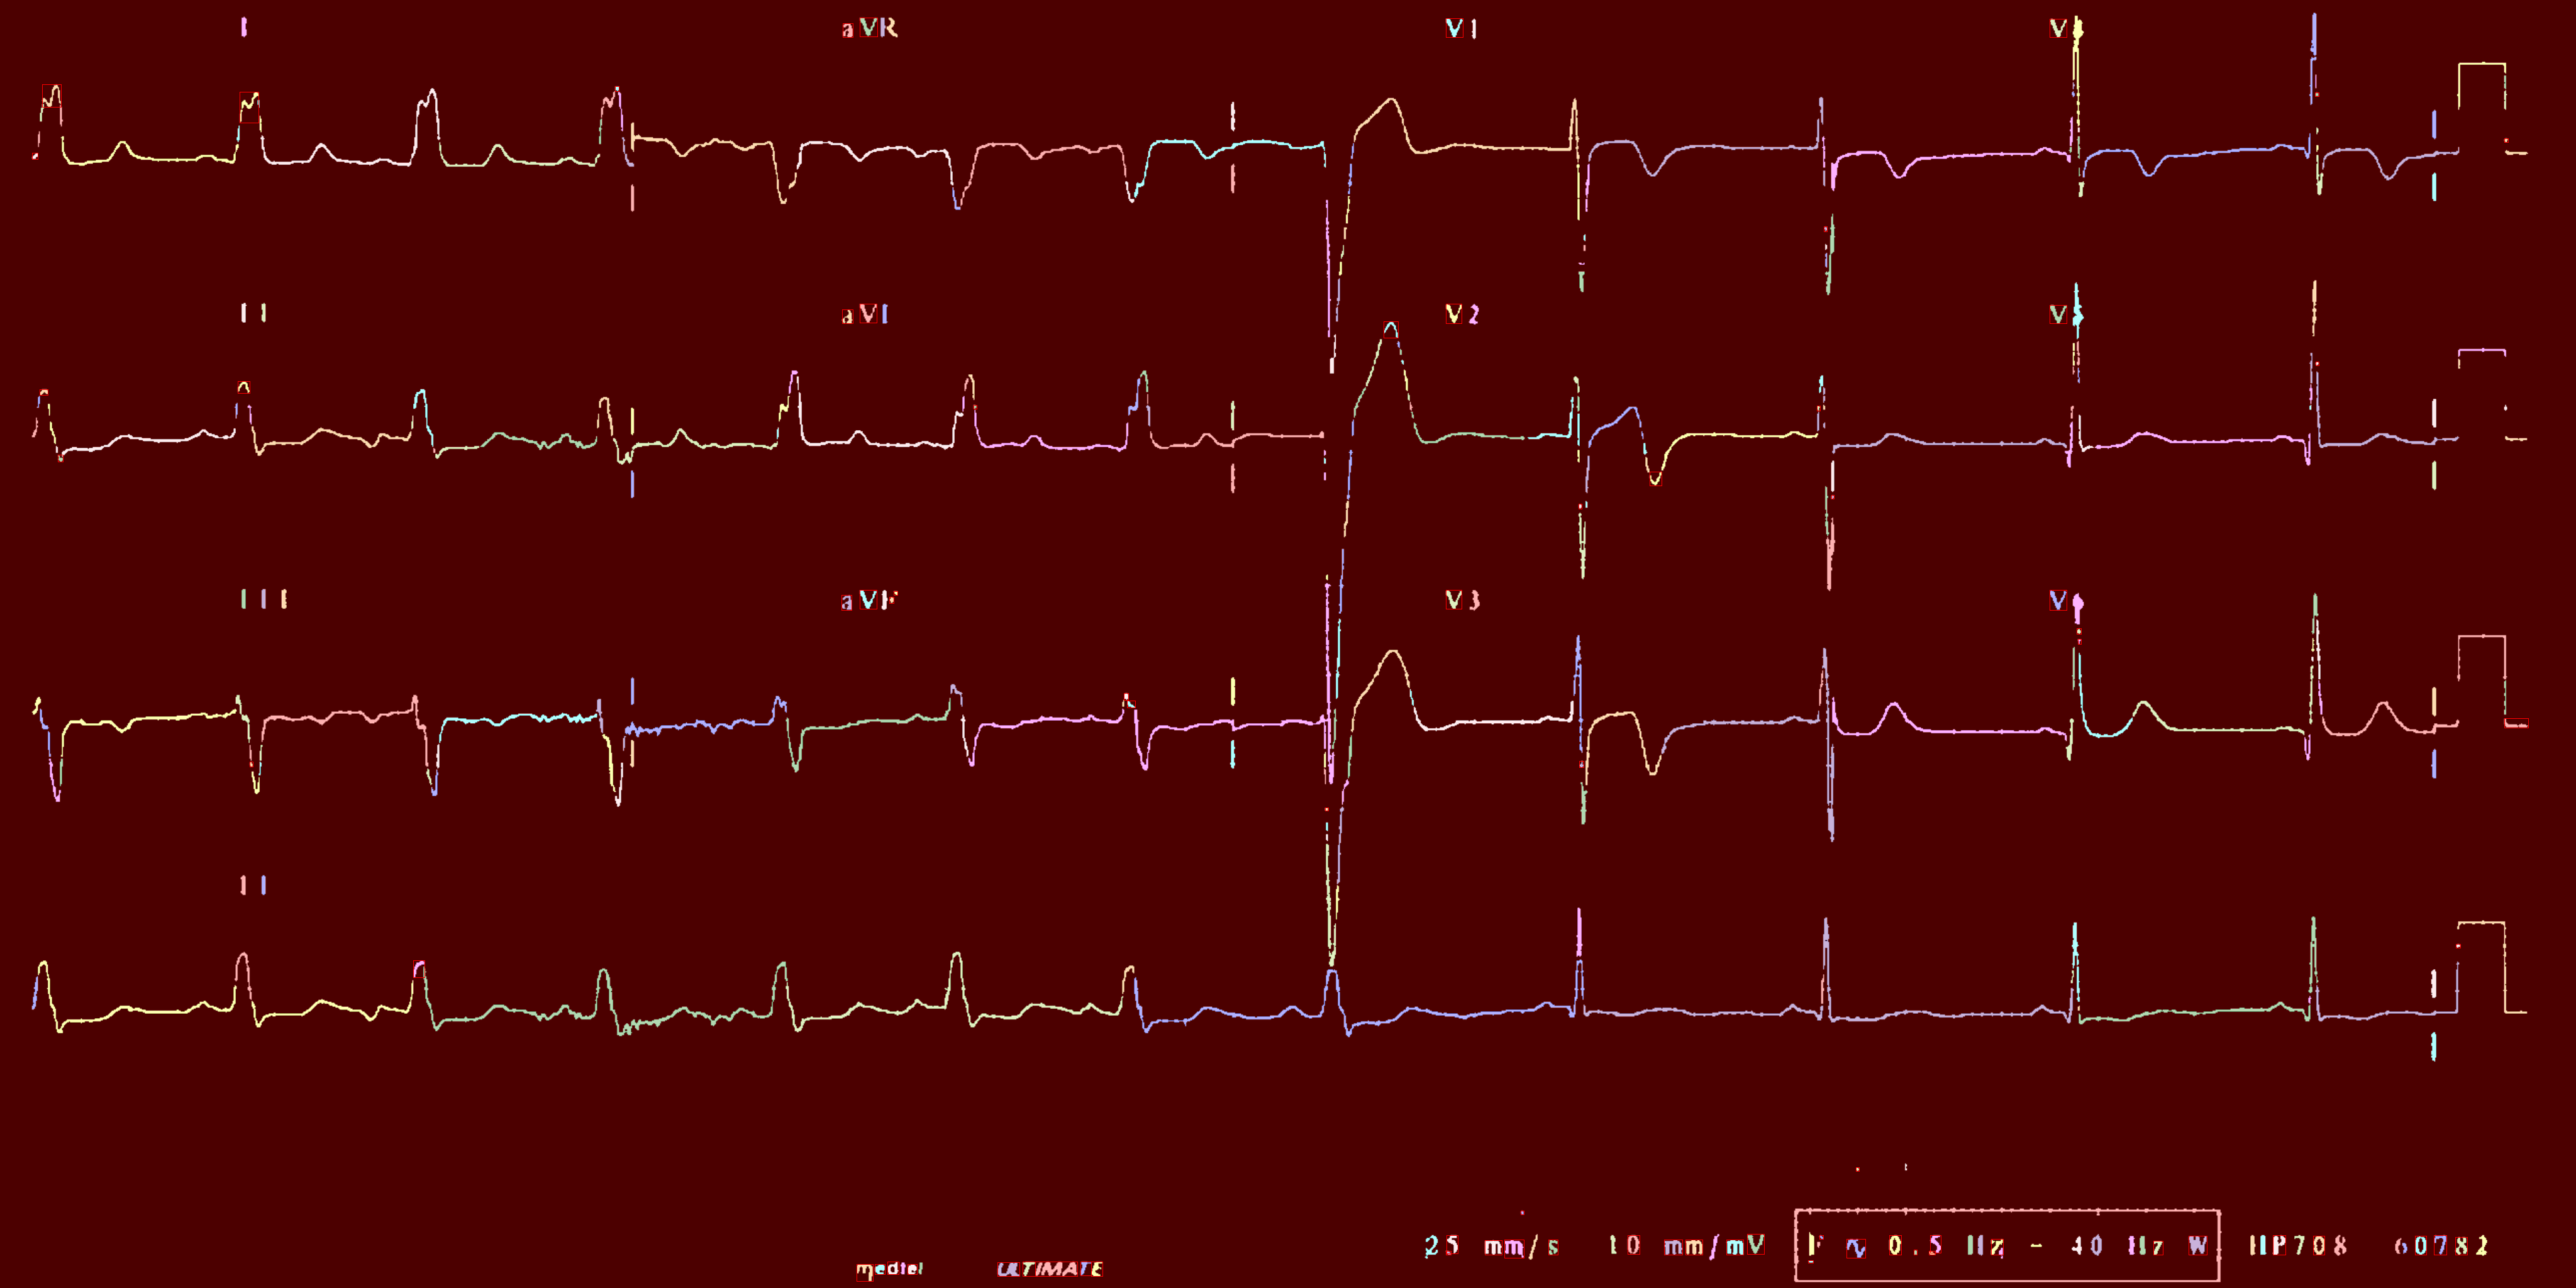 I aVR V1 V
II aVL V2 V
III aVF V3 V
II
25 mm/s 10 mm/mV F ∿ 0.5 Hz - 40 Hz W HP708 60782
medtel ULTIMATE